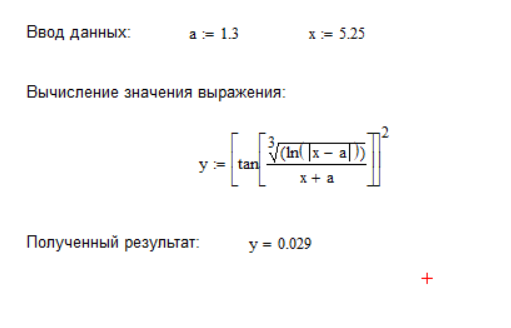 Ввод данных: a := 1.3 x := 5.25
Вычисление значения выражения:
y := [tan[∛(ln(|x − a|))/(x + a)]]²
Полученный результат: y = 0.029